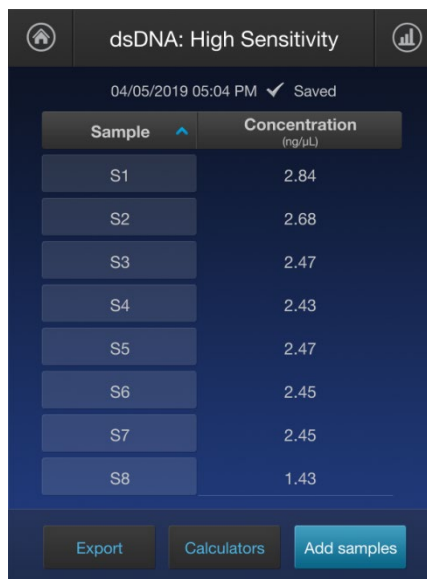 dsDNA: High Sensitivity
04/05/2019 05:04 PM ✓ Saved
Sample Concentration
(ng/µL)
S1 2.84
S2 2.68
S3 2.47
S4 2.43
S5 2.47
S6 2.45
S7 2.45
S8 1.43
Export Calculators Add samples